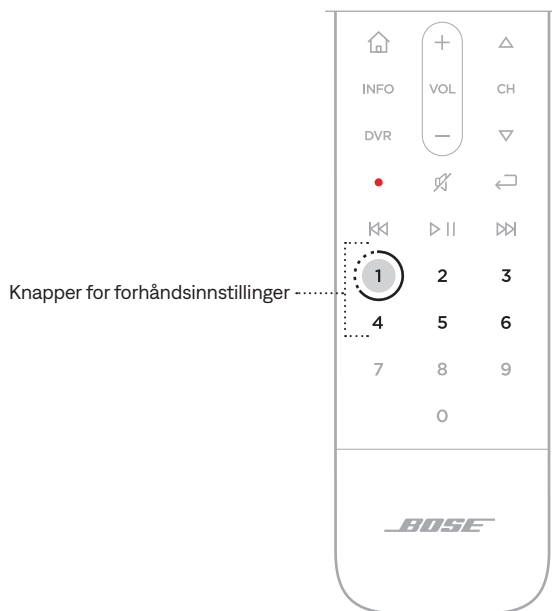 INFO VOL CH
DVR
1 2 3
Knapper for forhåndsinnstillinger
4 5 6
7 8 9
0
BOSE